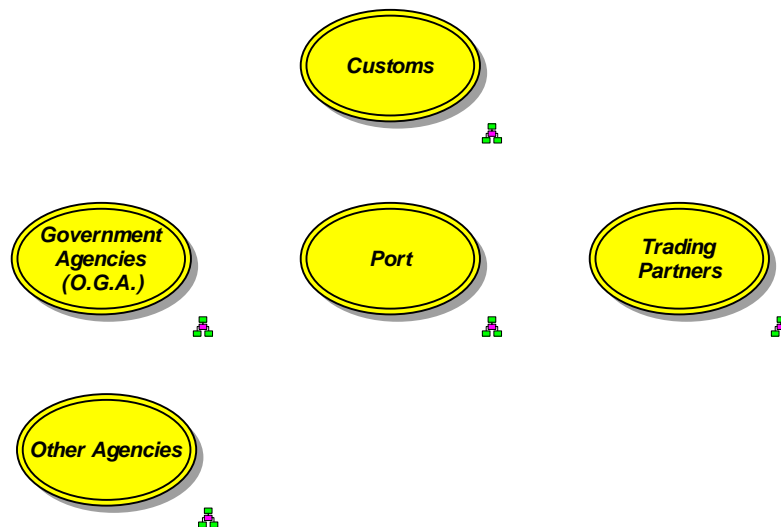 Customs
Government
Agencies
(O.G.A.)
Port
Trading
Partners
Other Agencies